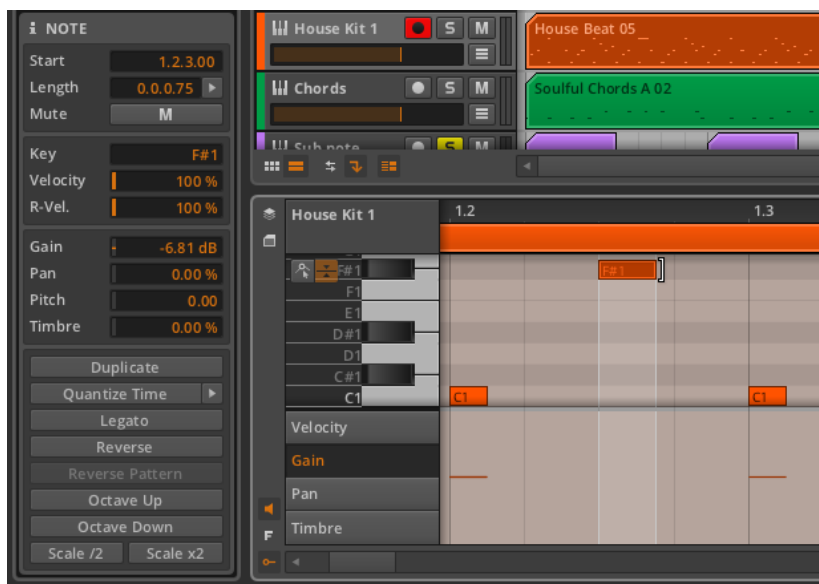 i NOTE
Start 1.2.3.00
Length 0.0.0.75
Mute M
Key F#1
Velocity 100 %
R-Vel. 100 %
Gain -6.81 dB
Pan 0.00 %
Pitch 0.00
Timbre 0.00 %
Duplicate
Quantize Time
Legato
Reverse
Reverse Pattern
Octave Up
Octave Down
Scale /2 Scale x2
House Kit 1 S M
House Beat 05
Chords S M
Soulful Chords A 02
Sub note S M
House Kit 1
1.2 1.3
F#1 F#1
F1
E1
D#1
D1
C#1
C1 C1 C1
Velocity
Gain
Pan
Timbre
F